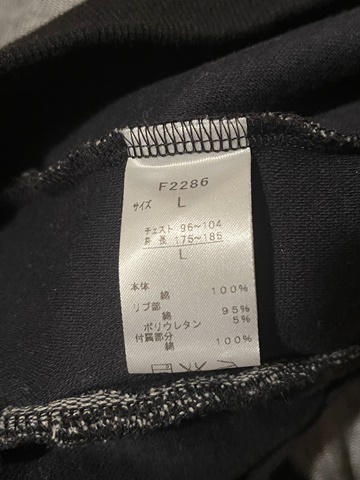 F2286
サイズ L
チェスト 96~104
身 長 175~185
L
本体
綿 100%
リブ部
綿 95%
ポリウレタン 5%
付属部分
綿 100%